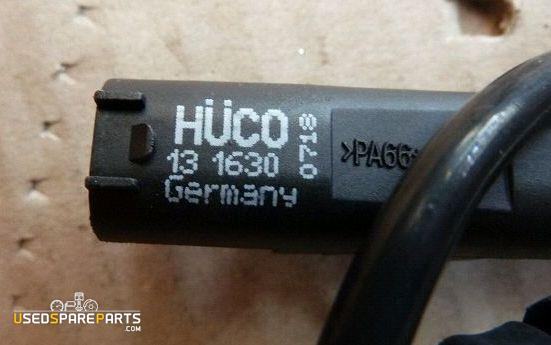 HÜCO
13 1630
Germany
0718
>PA66
USEDSPAREPARTS
.COM